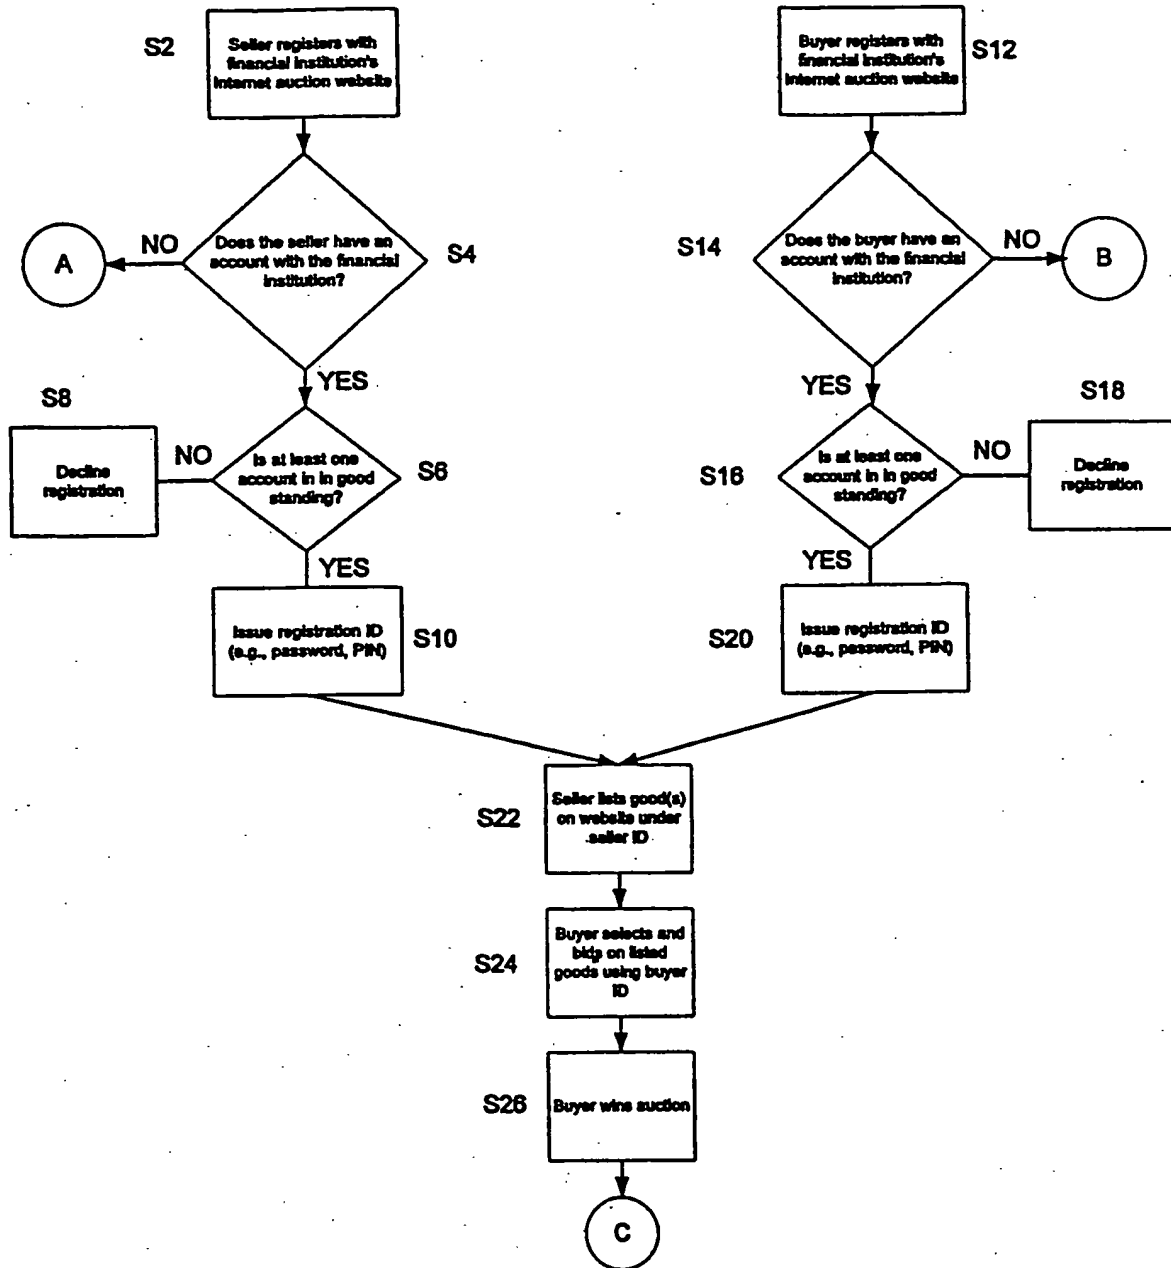 S2
Seller registers with
financial institution's
Internet auction website
Buyer registers with
financial institution's
Internet auction website
S12
A
NO
Does the seller have an
account with the financial
institution?
S4
S14
Does the buyer have an
account with the financial
institution?
NO
B
YES
YES
S8
Decline
registration
NO
Is at least one
account in in good
standing?
S6
S16
Is at least one
account in in good
standing?
NO
S18
Decline
registration
YES
YES
Issue registration ID
(e.g., password, PIN)
S10
S20
Issue registration ID
(e.g., password, PIN)
S22
Seller lists good(s)
on website under
seller ID
S24
Buyer selects and
bids on listed
goods using buyer
ID
S26
Buyer wins auction
C